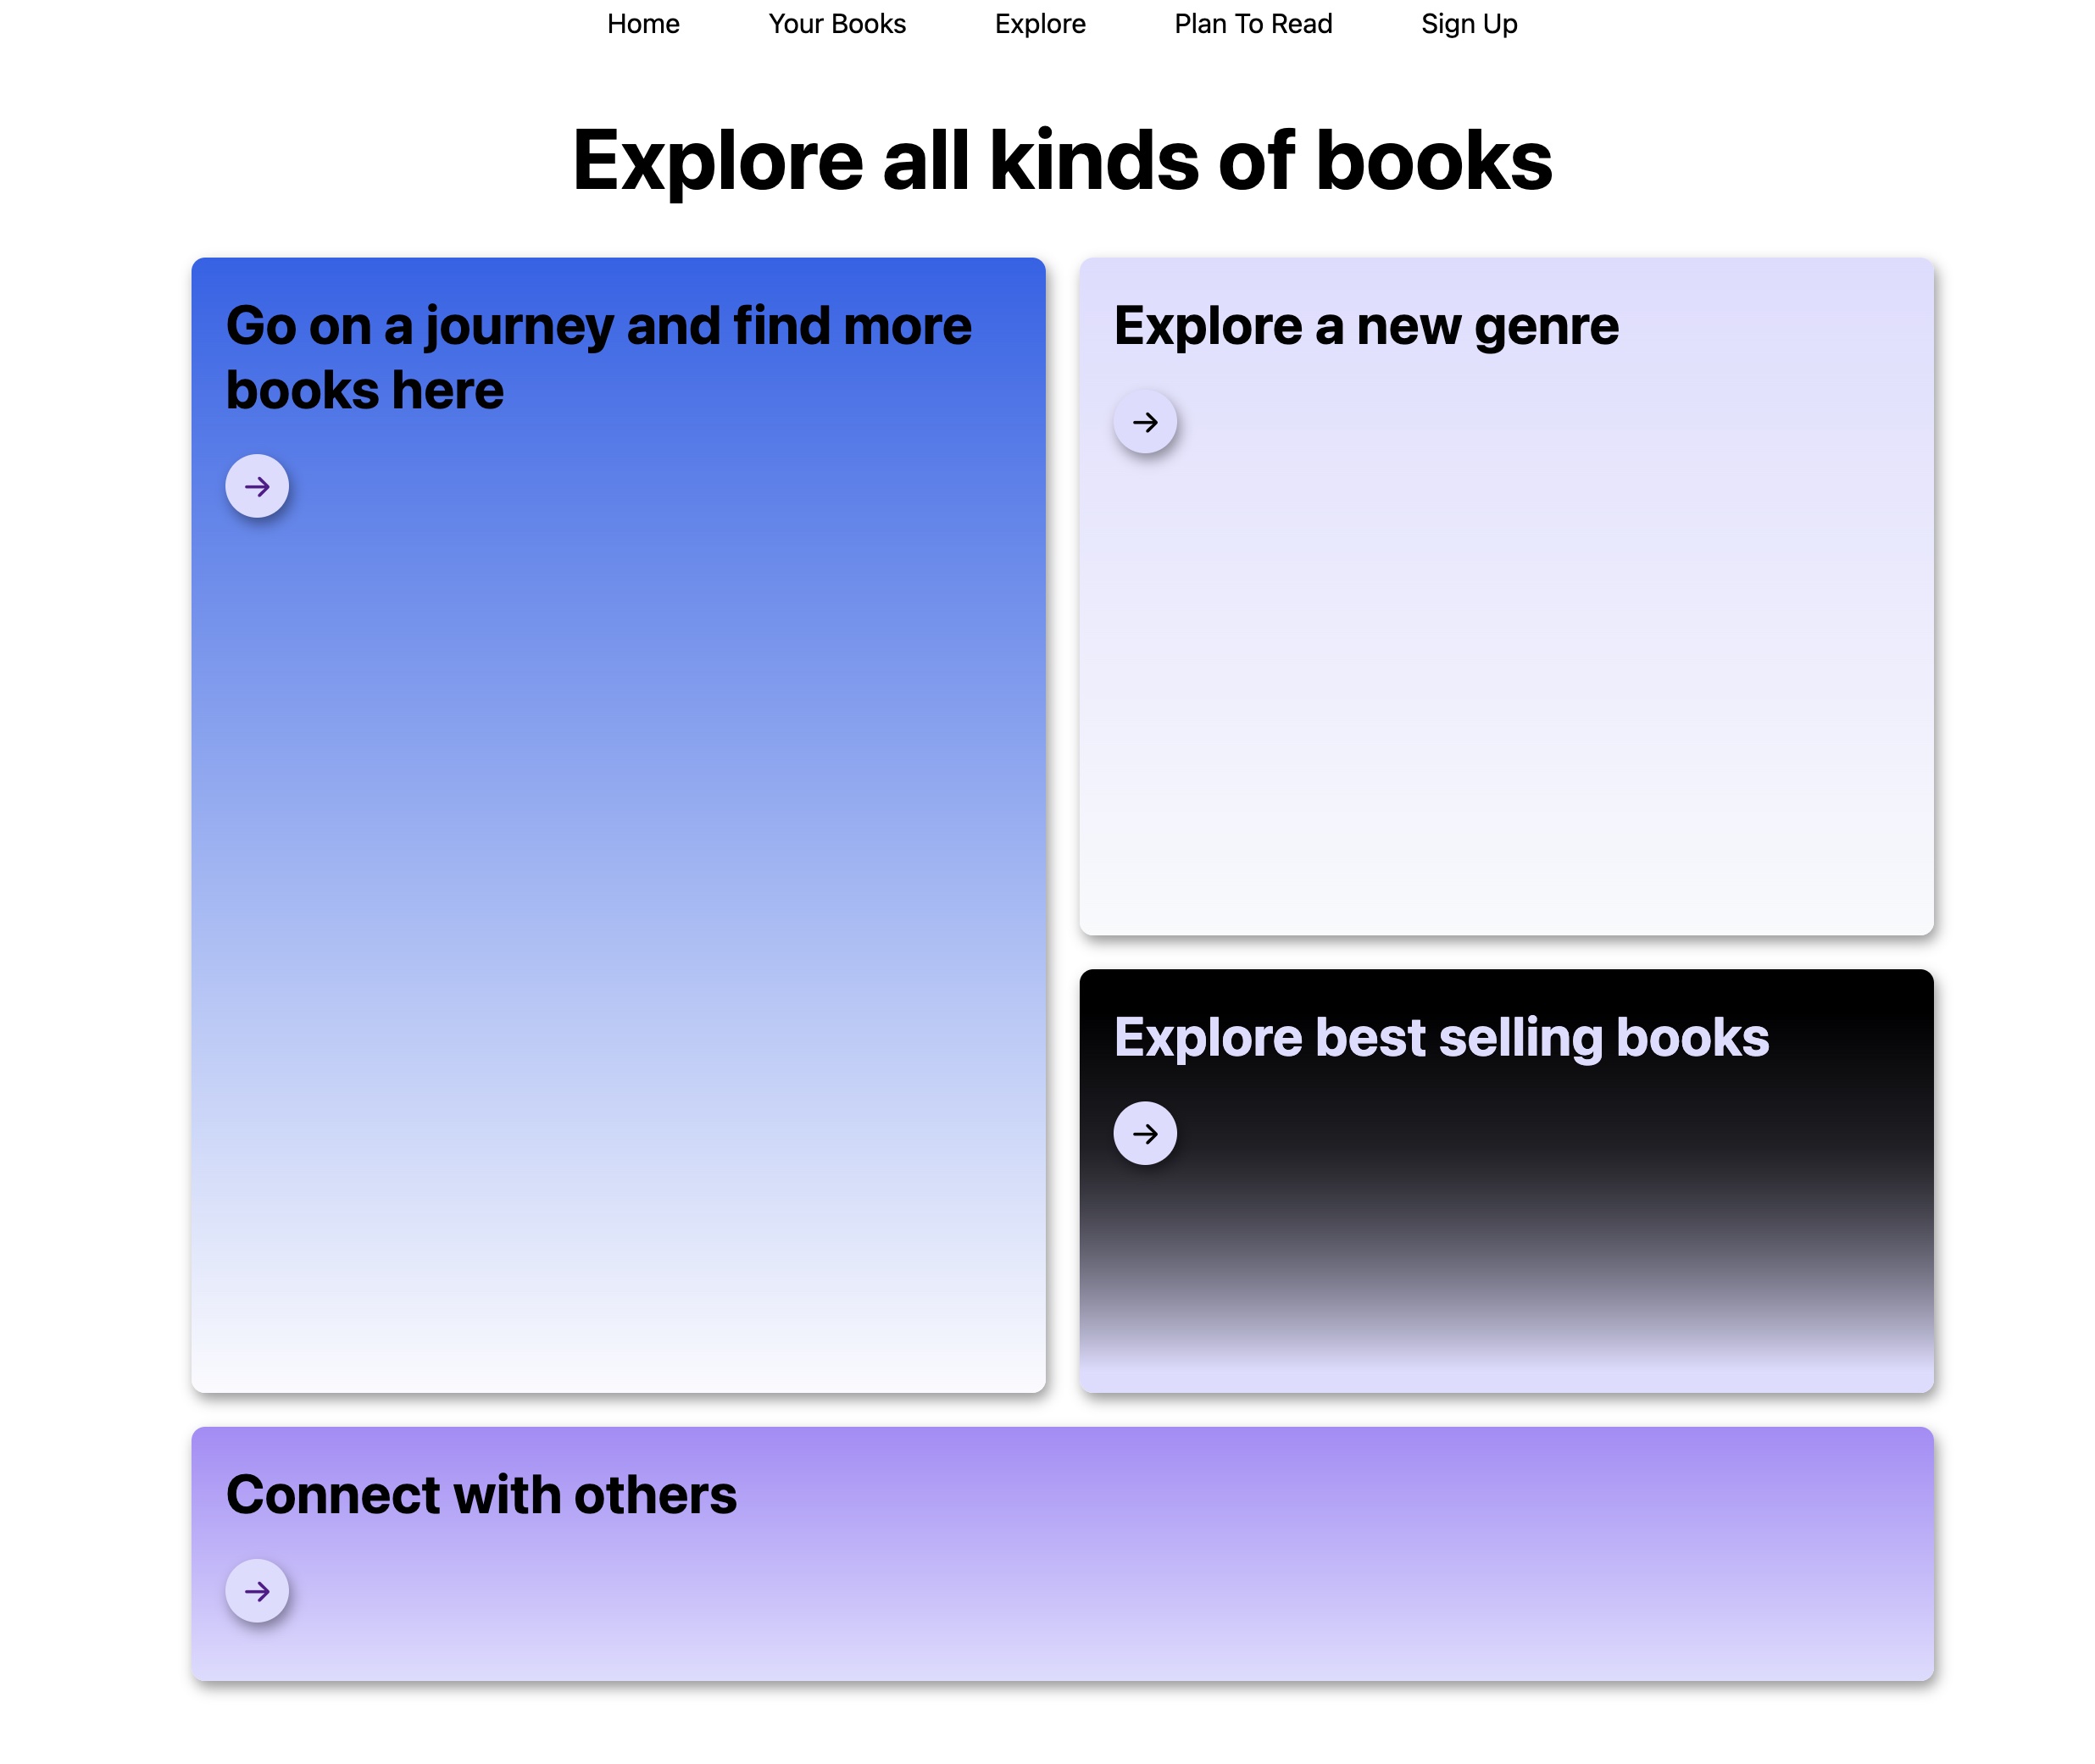 Home Your Books Explore Plan To Read Sign Up
Explore all kinds of books
Go on a journey and find more
books here
Explore a new genre
Explore best selling books
Connect with others